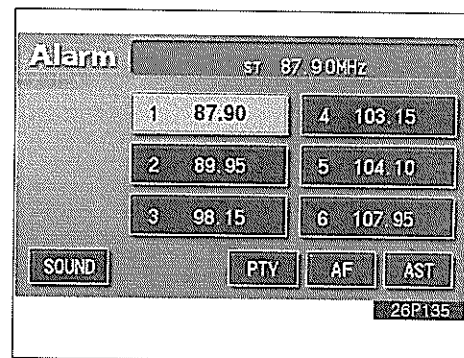 Alarm
ST 87.90MHz
1 87.90
4 103.15
2 89.95
5 104.10
3 98.15
6 107.95
SOUND
PTY
AF
AST
26P135